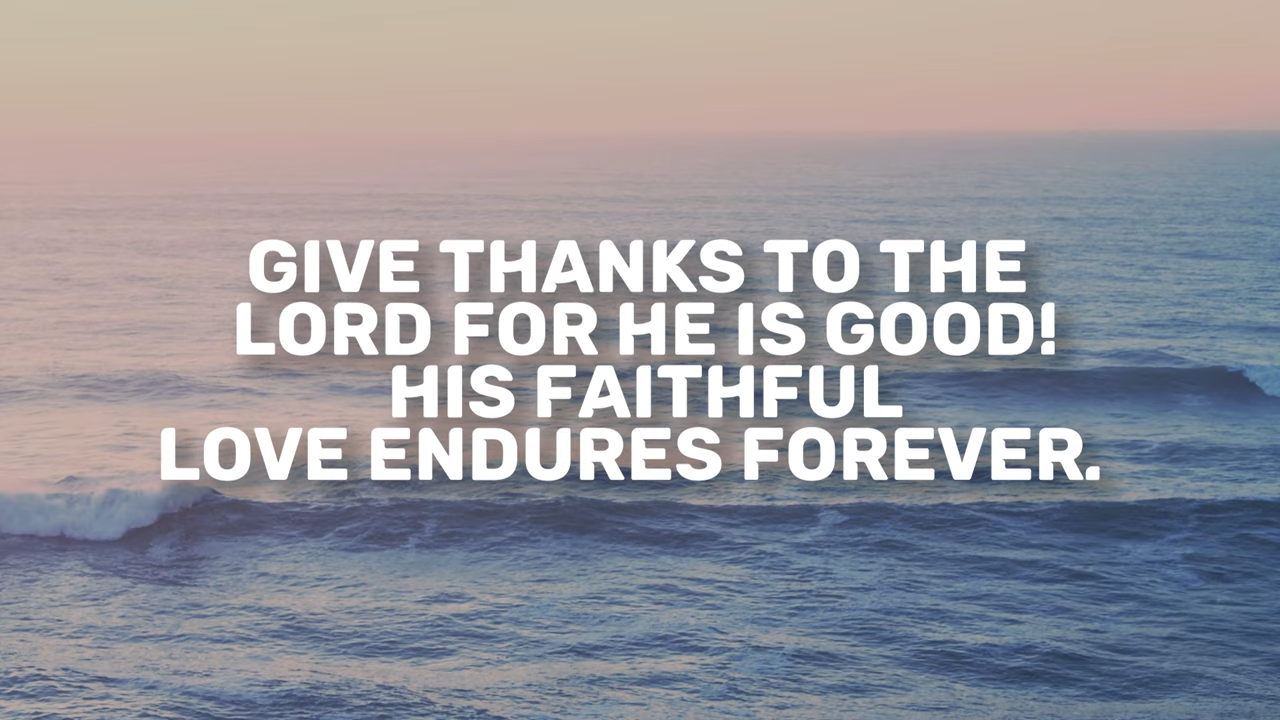 GIVE THANKS TO THE
LORD FOR HE IS GOOD!
HIS FAITHFUL
LOVE ENDURES FOREVER.